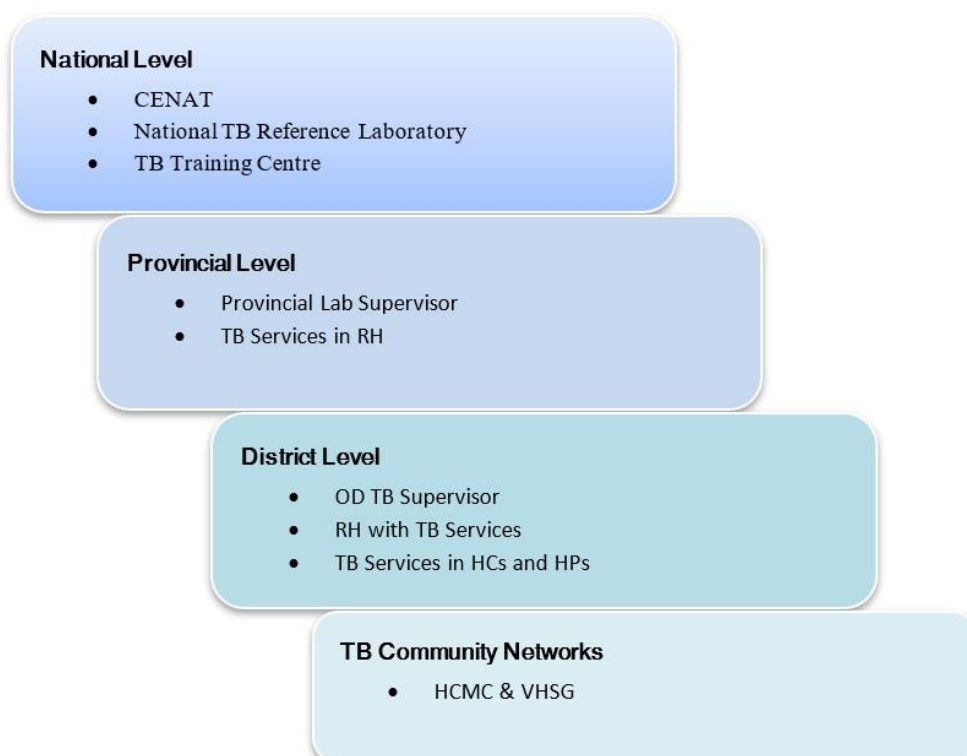 National Level
• CENAT
• National TB Reference Laboratory
• TB Training Centre
Provincial Level
• Provincial Lab Supervisor
• TB Services in RH
District Level
• OD TB Supervisor
• RH with TB Services
• TB Services in HCs and HPs
TB Community Networks
• HCMC & VHSG